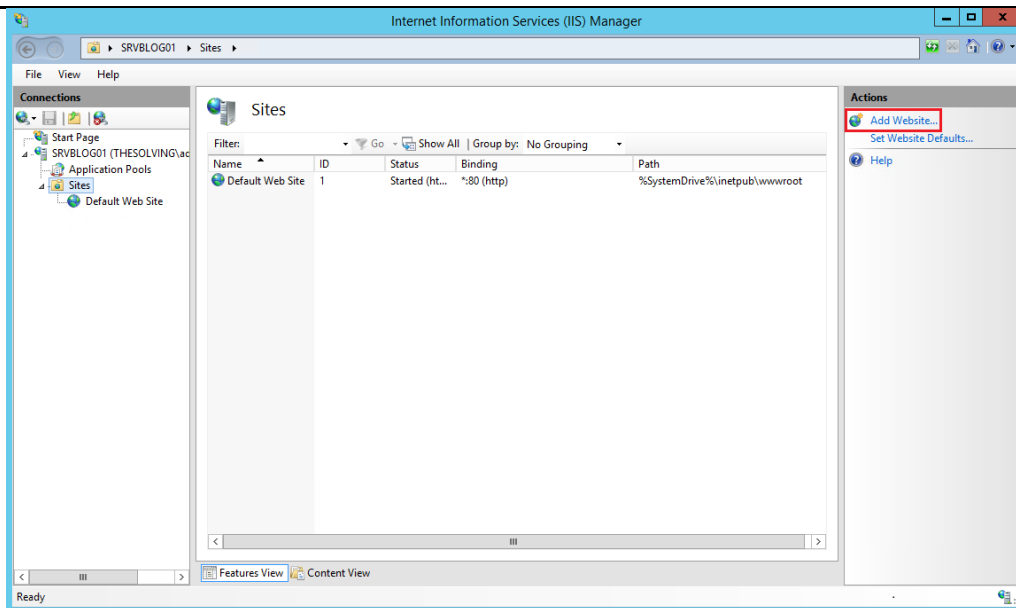 Internet Information Services (IIS) Manager
SRVBLOG01 Sites
File View Help
Connections
Start Page
SRVBLOG01 (THESOLVING\ac
Application Pools
Sites
Default Web Site
Sites
Filter: Go Show All Group by: No Grouping
Name ID Status Binding Path
Default Web Site 1 Started (ht... *:80 (http) %SystemDrive%\inetpub\wwwroot
Features View Content View
Actions
Add Website...
Set Website Defaults...
Help
Ready